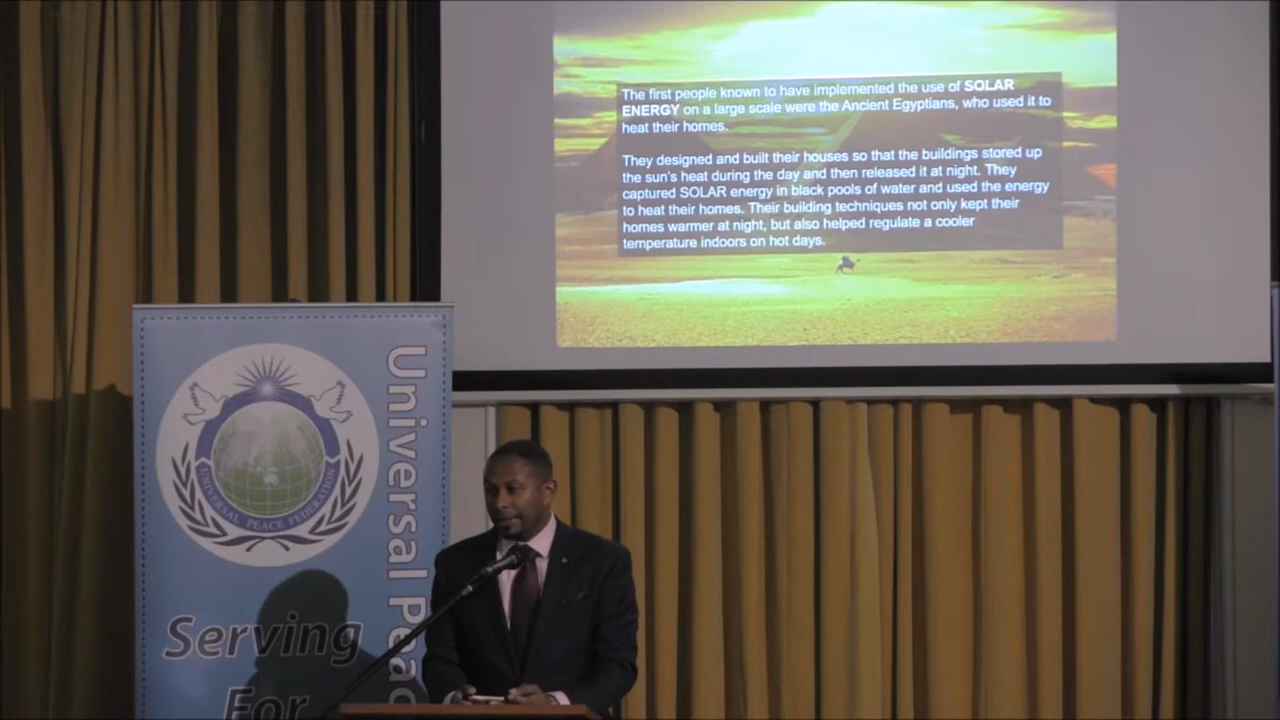 The first people known to have implemented the use of SOLAR
ENERGY on a large scale were the Ancient Egyptians, who used it to
heat their homes.
They designed and built their houses so that the buildings stored up
the sun's heat during the day and then released it at night. They
captured SOLAR energy in black pools of water and used the energy
to heat their homes. Their building techniques not only kept their
homes warmer at night, but also helped regulate a cooler
temperature indoors on hot days.
UNIVERSAL PEACE FEDERATION
Universal Peac
Serving
For